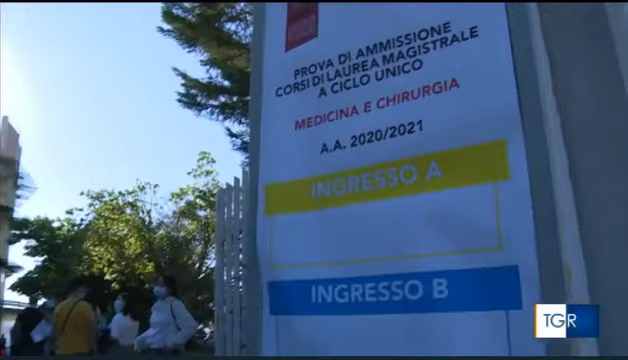 PROVA DI AMMISSIONE
CORSI DI LAUREA MAGISTRALE
A CICLO UNICO
MEDICINA E CHIRURGIA
A.A. 2020/2021
INGRESSO A
INGRESSO B
TGR